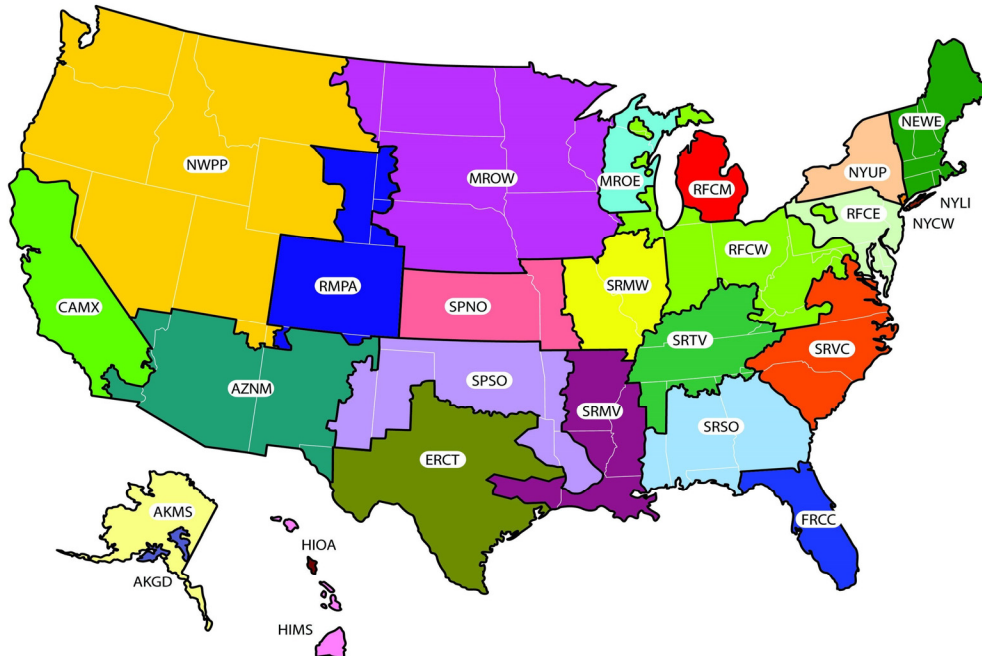 NEWE
NWPP
NYUP
MROW
MROE
RFCM
NYLI
RFCE
NYCW
RFCW
RMPA
SRMW
CAMX
SPNO
SRTV
SRVC
SPSO
AZNM
SRMV
SRSO
ERCT
AKMS
FRCC
HIOA
AKGD
HIMS